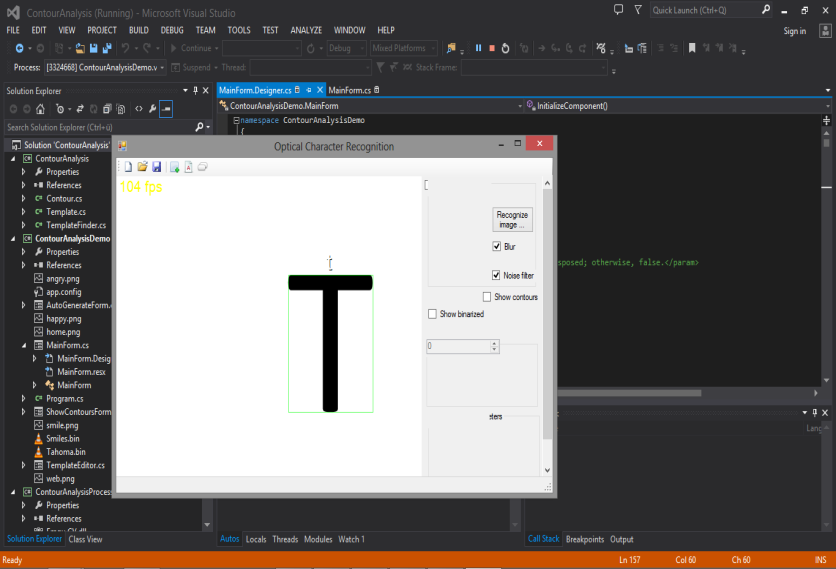 ContourAnalysis (Running) - Microsoft Visual Studio
Quick Launch (Ctrl+Q)
FILE EDIT VIEW PROJECT BUILD DEBUG TEAM TOOLS TEST ANALYZE WINDOW HELP
Sign in
Continue Debug Mixed Platforms
Process: [3324668] ContourAnalysisDemo.v Suspend Thread: Stack Frame:
Solution Explorer
MainForm.Designer.cs MainForm.cs
ContourAnalysisDemo.MainForm InitializeComponent()
Search Solution Explorer (Ctrl+ü)
namespace ContourAnalysisDemo
{
Solution 'ContourAnalysis'
ContourAnalysis
Properties
References
Contour.cs
Template.cs
TemplateFinder.cs
ContourAnalysisDemo
Properties
References
angry.png
app.config
AutoGenerateForm.
happy.png
home.png
MainForm.cs
MainForm.Desig
MainForm.resx
MainForm
Program.cs
ShowContoursForm
smile.png
Smiles.bin
Tahoma.bin
TemplateEditor.cs
web.png
ContourAnalysisProces
Properties
References
Optical Character Recognition
104 fps
T
Recognize
image ...
Blur
Noise filter
Show contours
Show binarized
0
sters
sposed; otherwise, false.</param>
Lang
Solution Explorer Class View
Autos Locals Threads Modules Watch 1
Call Stack Breakpoints Output
Ready Ln 157 Col 60 Ch 60 INS